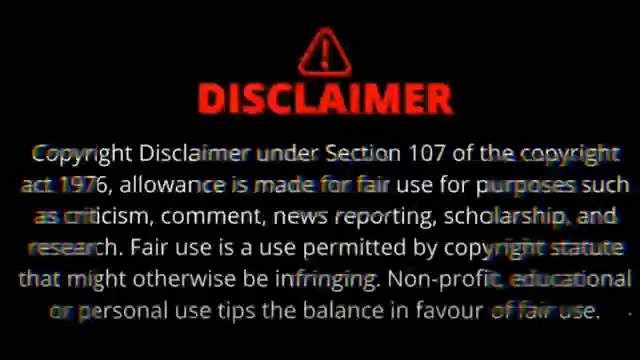 DISCLAIMER
Copyright Disclaimer under Section 107 of the copyright
act 1976, allowance is made for fair use for purposes such
as criticism, comment, news reporting, scholarship, and
research. Fair use is a use permitted by copyright statute
that might otherwise be infringing. Non-profit, educational
or personal use tips the balance in favour of fair use.